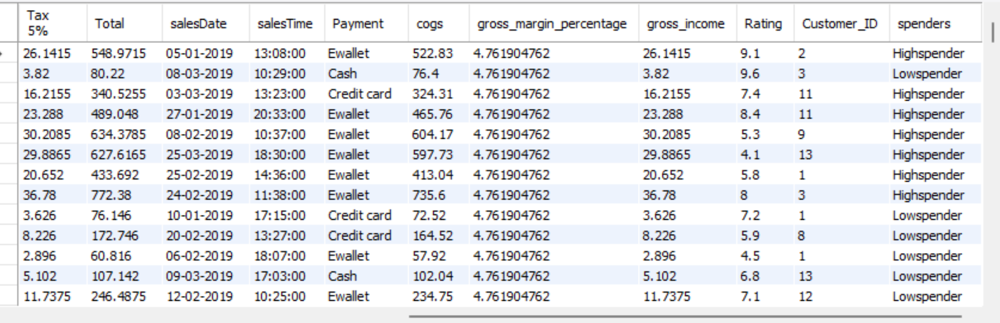 Tax 5% Total salesDate salesTime Payment cogs gross_margin_percentage gross_income Rating Customer_ID spenders
26.1415 548.9715 05-01-2019 13:08:00 Ewallet 522.83 4.761904762 26.1415 9.1 2 Highspender
3.82 80.22 08-03-2019 10:29:00 Cash 76.4 4.761904762 3.82 9.6 3 Lowspender
16.2155 340.5255 03-03-2019 13:23:00 Credit card 324.31 4.761904762 16.2155 7.4 11 Highspender
23.288 489.048 27-01-2019 20:33:00 Ewallet 465.76 4.761904762 23.288 8.4 11 Highspender
30.2085 634.3785 08-02-2019 10:37:00 Ewallet 604.17 4.761904762 30.2085 5.3 9 Highspender
29.8865 627.6165 25-03-2019 18:30:00 Ewallet 597.73 4.761904762 29.8865 4.1 13 Highspender
20.652 433.692 25-02-2019 14:36:00 Ewallet 413.04 4.761904762 20.652 5.8 1 Highspender
36.78 772.38 24-02-2019 11:38:00 Ewallet 735.6 4.761904762 36.78 8 3 Highspender
3.626 76.146 10-01-2019 17:15:00 Credit card 72.52 4.761904762 3.626 7.2 1 Lowspender
8.226 172.746 20-02-2019 13:27:00 Credit card 164.52 4.761904762 8.226 5.9 8 Lowspender
2.896 60.816 06-02-2019 18:07:00 Ewallet 57.92 4.761904762 2.896 4.5 1 Lowspender
5.102 107.142 09-03-2019 17:03:00 Cash 102.04 4.761904762 5.102 6.8 13 Lowspender
11.7375 246.4875 12-02-2019 10:25:00 Ewallet 234.75 4.761904762 11.7375 7.1 12 Lowspender